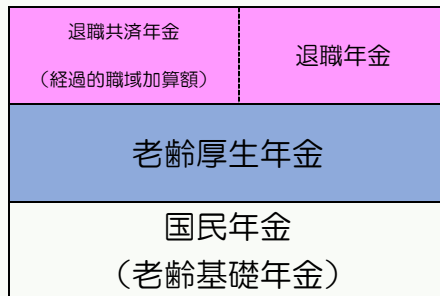 退職共済年金
（経過的職域加算額）
退職年金
老齢厚生年金
国民年金
（老齢基礎年金）